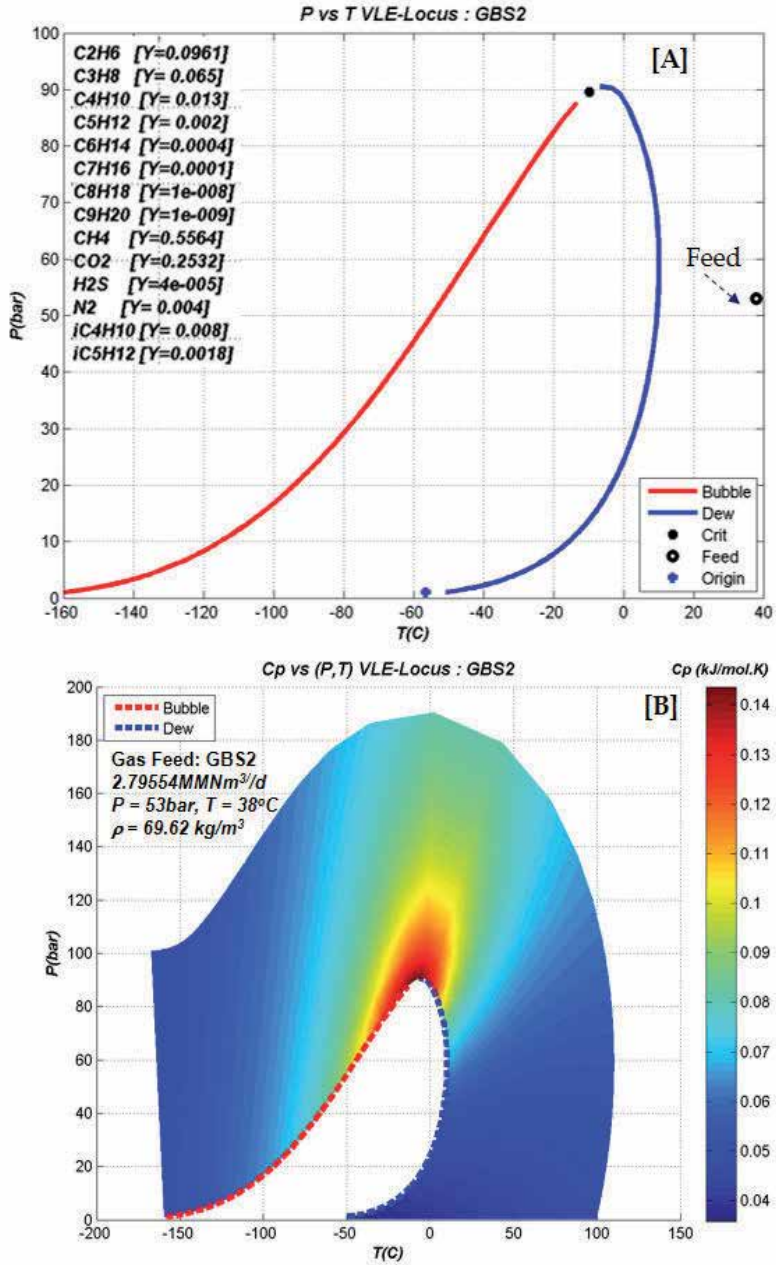 P vs T VLE-Locus : GBS2
[A]
C2H6 [Y=0.0961]
C3H8 [Y= 0.065]
C4H10 [Y= 0.013]
C5H12 [Y= 0.002]
C6H14 [Y=0.0004]
C7H16 [Y=0.0001]
C8H18 [Y=1e-008]
C9H20 [Y=1e-009]
CH4 [Y=0.5564]
CO2 [Y=0.2532]
H2S [Y=4e-005]
N2 [Y= 0.004]
iC4H10 [Y= 0.008]
iC5H12 [Y=0.0018]
Feed
100
90
80
70
60
50
40
30
20
10
0
P(bar)
Bubble
Dew
Crit
Feed
Origin
-160 -140 -120 -100 -80 -60 -40 -20 0 20 40
T(C)
Cp vs (P,T) VLE-Locus : GBS2
Cp (kJ/mol.K)
[B]
Bubble
Dew
Gas Feed: GBS2
2.79554MMNm³/d
P = 53bar, T = 38°C
ρ = 69.62 kg/m³
200
180
160
140
120
100
80
60
40
20
0
P(bar)
-200 -150 -100 -50 0 50 100 150
T(C)
0.14
0.13
0.12
0.11
0.1
0.09
0.08
0.07
0.06
0.05
0.04